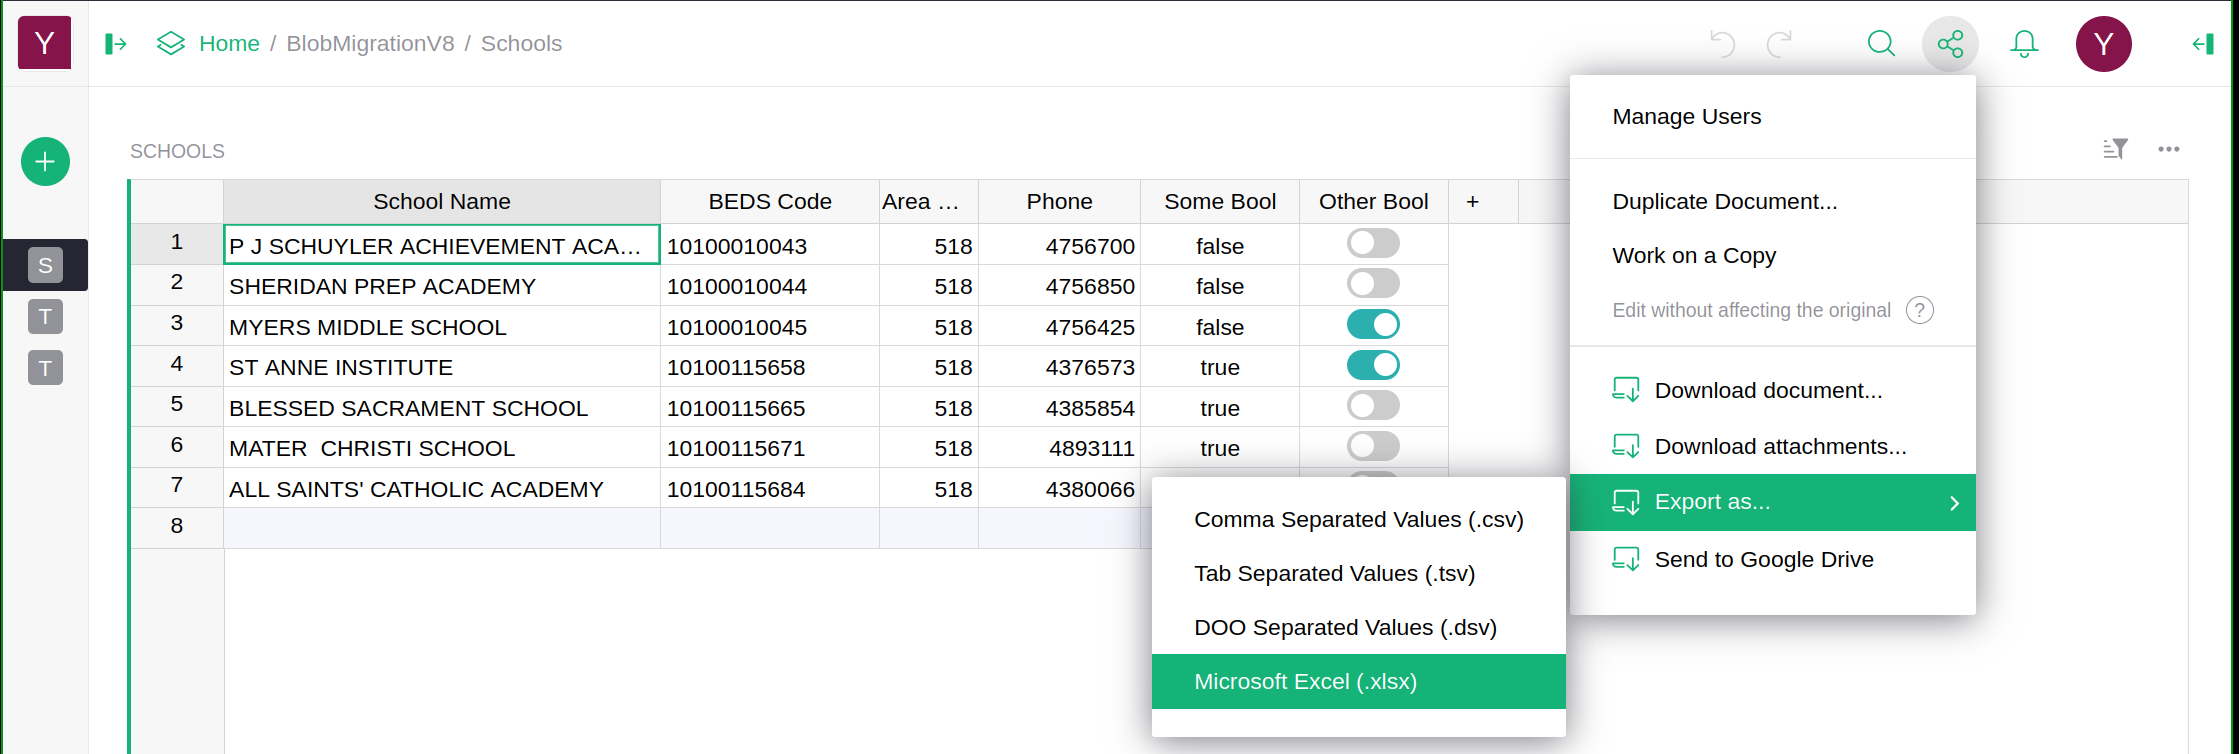 Y
Home / BlobMigrationV8 / Schools
Y
Manage Users
Duplicate Document...
Work on a Copy
Edit without affecting the original ?
Download document...
Download attachments...
Export as...
Send to Google Drive
SCHOOLS
School Name BEDS Code Area … Phone Some Bool Other Bool +
1 P J SCHUYLER ACHIEVEMENT ACA… 10100010043 518 4756700 false
2 SHERIDAN PREP ACADEMY 10100010044 518 4756850 false
3 MYERS MIDDLE SCHOOL 10100010045 518 4756425 false
4 ST ANNE INSTITUTE 10100115658 518 4376573 true
5 BLESSED SACRAMENT SCHOOL 10100115665 518 4385854 true
6 MATER  CHRISTI SCHOOL 10100115671 518 4893111 true
7 ALL SAINTS' CATHOLIC ACADEMY 10100115684 518 4380066
8
S
T
T
Comma Separated Values (.csv)
Tab Separated Values (.tsv)
DOO Separated Values (.dsv)
Microsoft Excel (.xlsx)